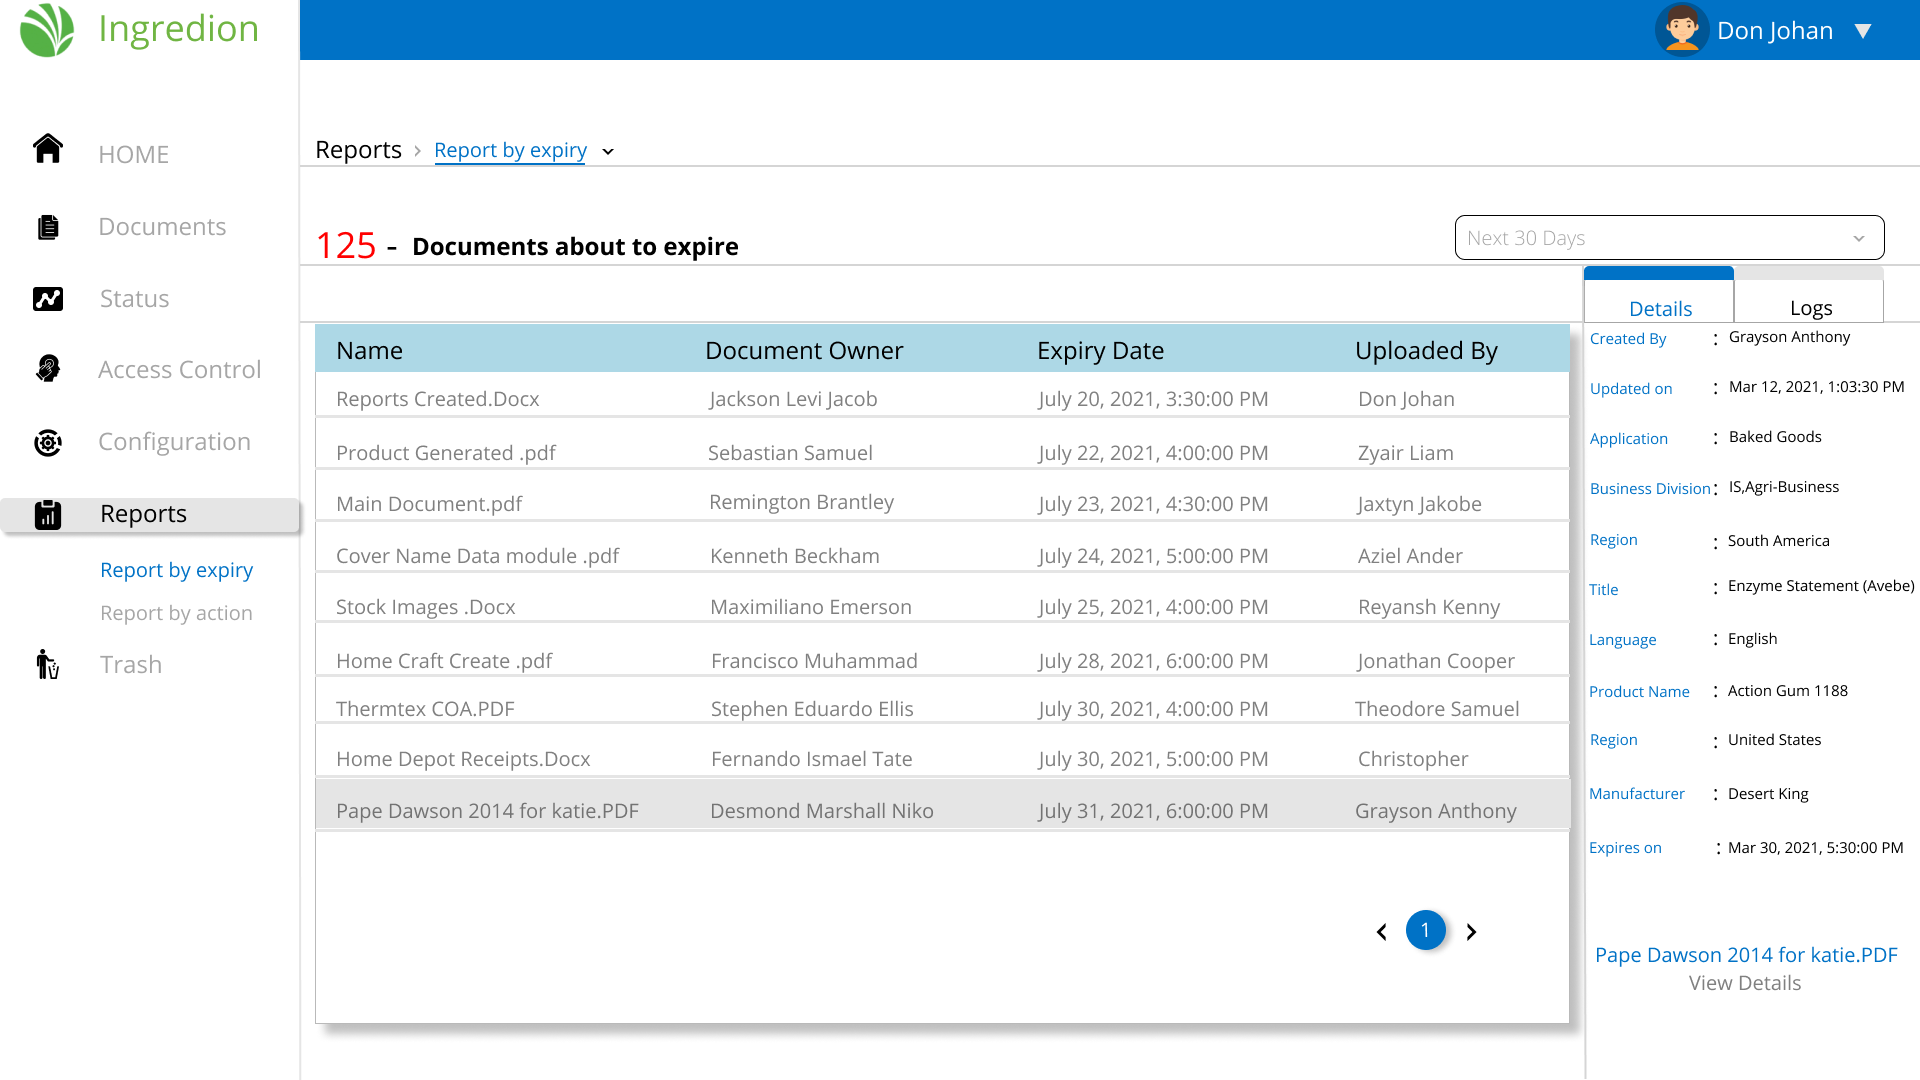 Ingredion
Don Johan
HOME
Documents
Status
Access Control
Configuration
Reports
Report by expiry
Report by action
Trash
Reports › Report by expiry
125 - Documents about to expire
Next 30 Days
Name Document Owner Expiry Date Uploaded By
Reports Created.Docx Jackson Levi Jacob July 20, 2021, 3:30:00 PM Don Johan
Product Generated .pdf Sebastian Samuel July 22, 2021, 4:00:00 PM Zyair Liam
Main Document.pdf Remington Brantley July 23, 2021, 4:30:00 PM Jaxtyn Jakobe
Cover Name Data module .pdf Kenneth Beckham July 24, 2021, 5:00:00 PM Aziel Ander
Stock Images .Docx Maximiliano Emerson July 25, 2021, 4:00:00 PM Reyansh Kenny
Home Craft Create .pdf Francisco Muhammad July 28, 2021, 6:00:00 PM Jonathan Cooper
Thermtex COA.PDF Stephen Eduardo Ellis July 30, 2021, 4:00:00 PM Theodore Samuel
Home Depot Receipts.Docx Fernando Ismael Tate July 30, 2021, 5:00:00 PM Christopher
Pape Dawson 2014 for katie.PDF Desmond Marshall Niko July 31, 2021, 6:00:00 PM Grayson Anthony
1
Details Logs
Created By : Grayson Anthony
Updated on : Mar 12, 2021, 1:03:30 PM
Application : Baked Goods
Business Division : IS,Agri-Business
Region : South America
Title : Enzyme Statement (Avebe)
Language : English
Product Name : Action Gum 1188
Region : United States
Manufacturer : Desert King
Expires on : Mar 30, 2021, 5:30:00 PM
Pape Dawson 2014 for katie.PDF
View Details